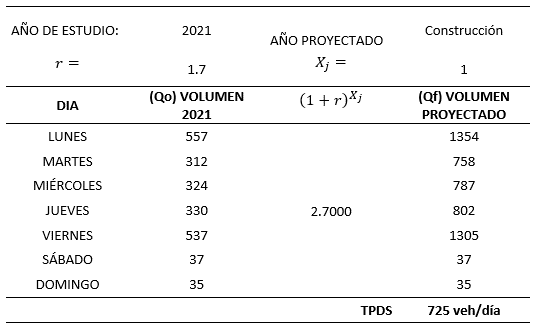 AÑO DE ESTUDIO: 2021 AÑO PROYECTADO Construcción
r = 1.7 Xⱼ = 1
DIA (Qo) VOLUMEN 2021 (1 + r)^Xⱼ (Qf) VOLUMEN PROYECTADO
LUNES 557 1354
MARTES 312 758
MIÉRCOLES 324 787
JUEVES 330 2.7000 802
VIERNES 537 1305
SÁBADO 37 37
DOMINGO 35 35
TPDS 725 veh/día